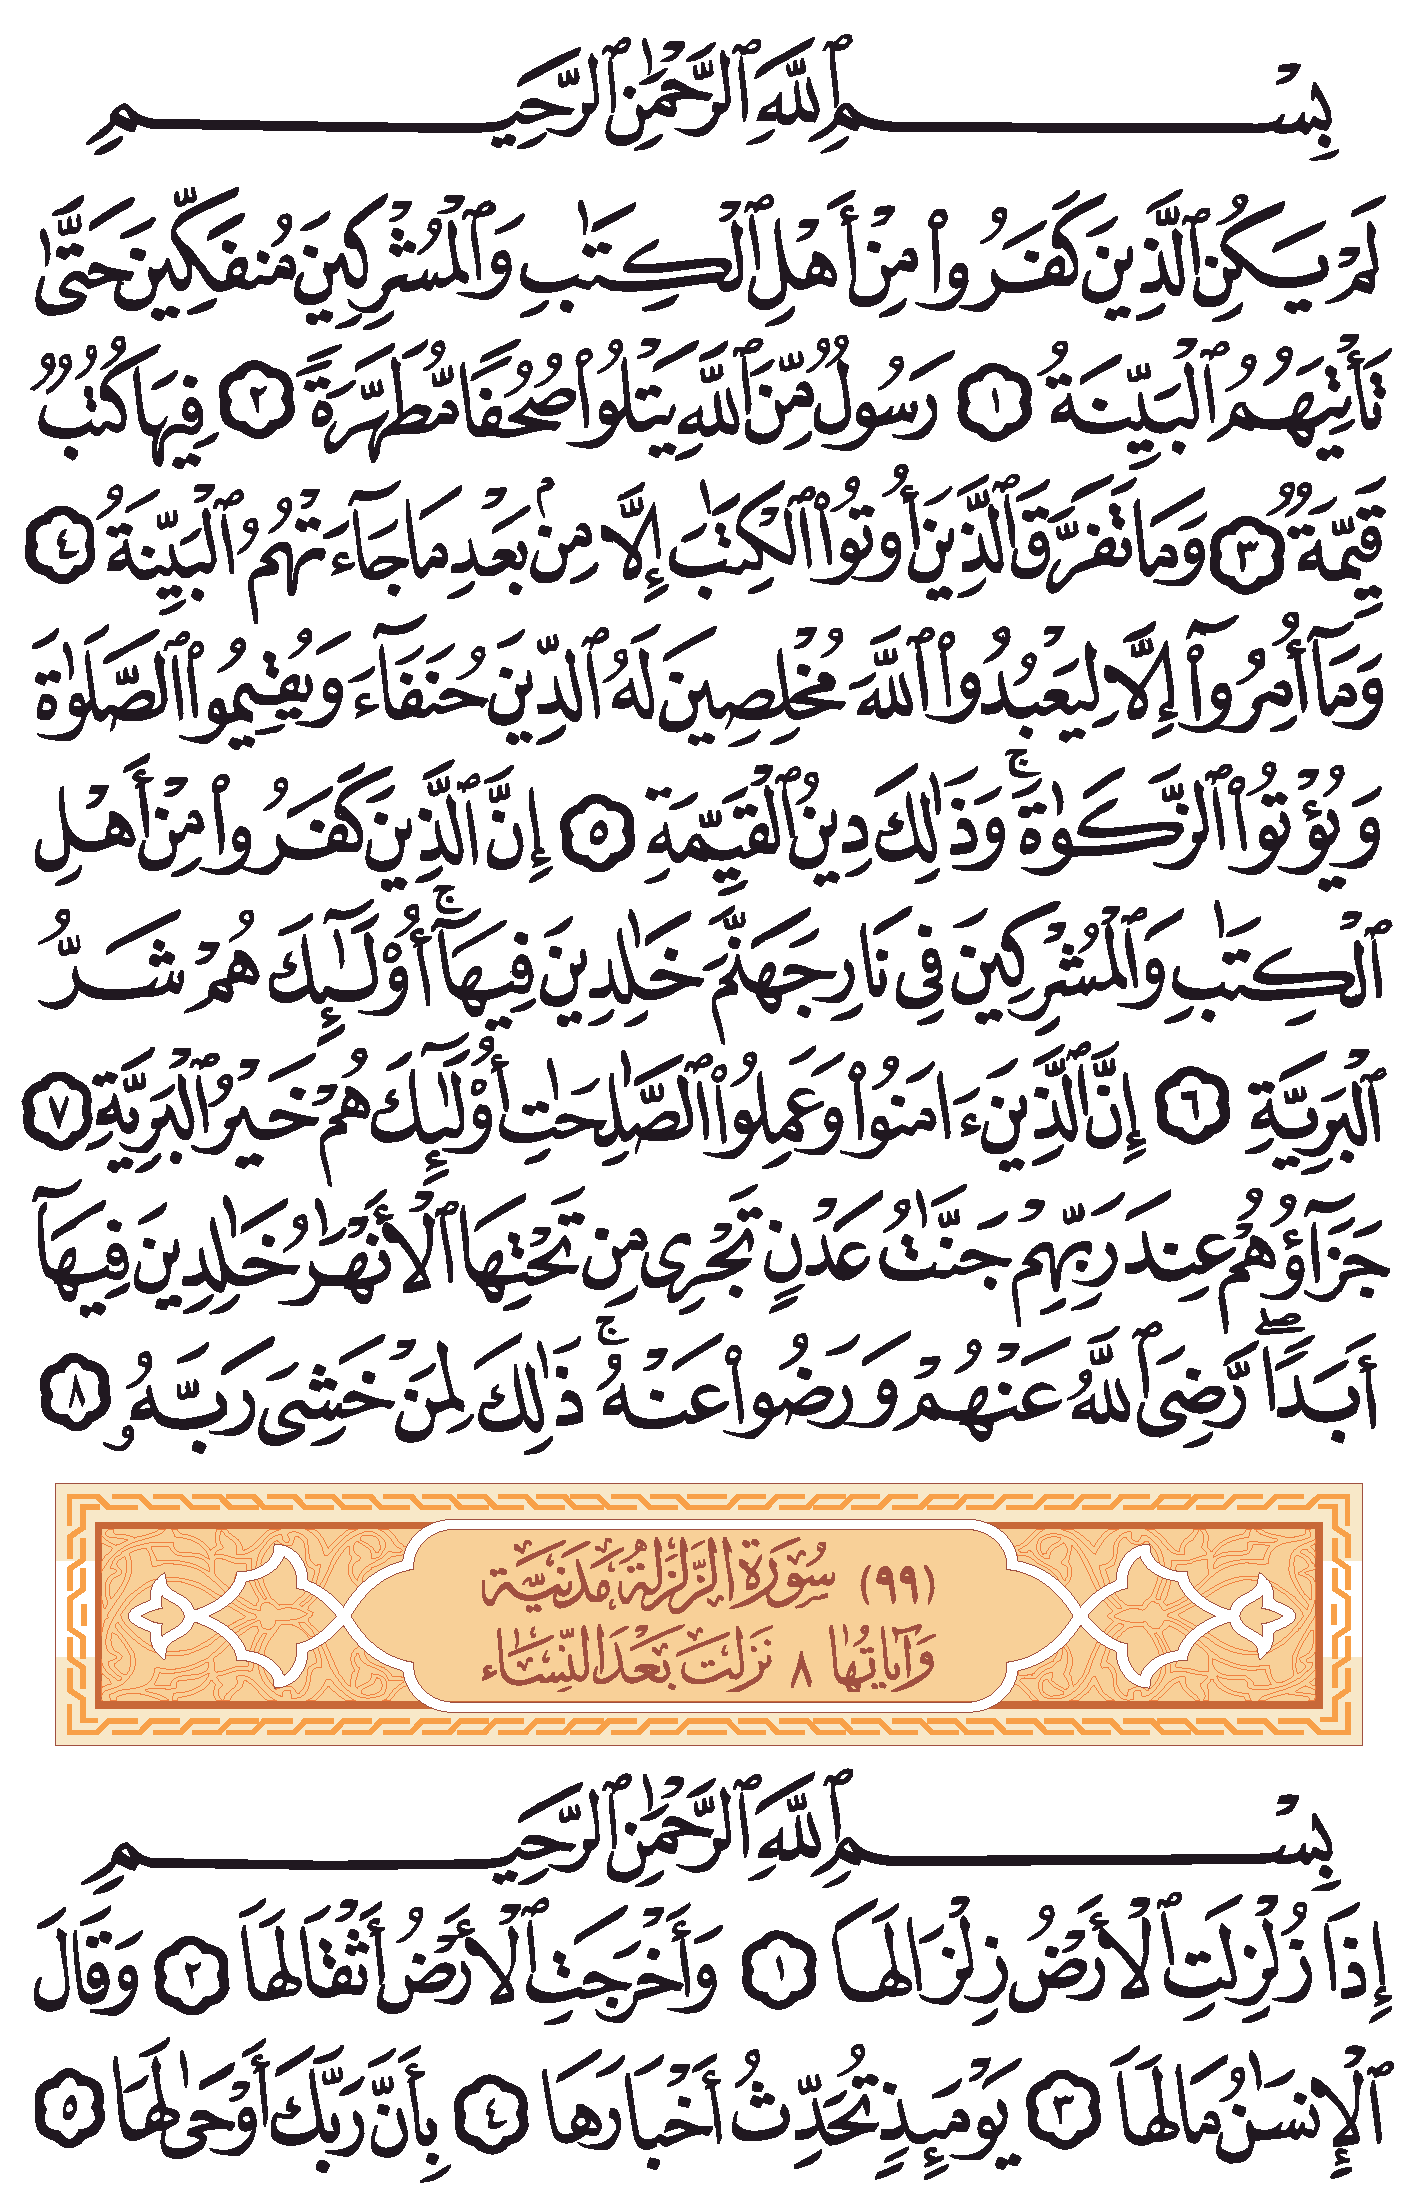 بِسْمِ ٱللَّهِ ٱلرَّحْمَٰنِ ٱلرَّحِيمِ
لَمْ يَكُنِ ٱلَّذِينَ كَفَرُوا۟ مِنْ أَهْلِ ٱلْكِتَٰبِ وَٱلْمُشْرِكِينَ مُنفَكِّينَ حَتَّىٰ
تَأْتِيَهُمُ ٱلْبَيِّنَةُ ١ رَسُولٌ مِّنَ ٱللَّهِ يَتْلُوا۟ صُحُفًا مُّطَهَّرَةً ٢ فِيهَا كُتُبٌ
قَيِّمَةٌ ٣ وَمَا تَفَرَّقَ ٱلَّذِينَ أُوتُوا۟ ٱلْكِتَٰبَ إِلَّا مِنۢ بَعْدِ مَا جَآءَتْهُمُ ٱلْبَيِّنَةُ ٤
وَمَآ أُمِرُوٓا۟ إِلَّا لِيَعْبُدُوا۟ ٱللَّهَ مُخْلِصِينَ لَهُ ٱلدِّينَ حُنَفَآءَ وَيُقِيمُوا۟ ٱلصَّلَوٰةَ
وَيُؤْتُوا۟ ٱلزَّكَوٰةَ ۚ وَذَٰلِكَ دِينُ ٱلْقَيِّمَةِ ٥ إِنَّ ٱلَّذِينَ كَفَرُوا۟ مِنْ أَهْلِ
ٱلْكِتَٰبِ وَٱلْمُشْرِكِينَ فِى نَارِ جَهَنَّمَ خَٰلِدِينَ فِيهَآ ۚ أُو۟لَٰٓئِكَ هُمْ شَرُّ
ٱلْبَرِيَّةِ ٦ إِنَّ ٱلَّذِينَ ءَامَنُوا۟ وَعَمِلُوا۟ ٱلصَّٰلِحَٰتِ أُو۟لَٰٓئِكَ هُمْ خَيْرُ ٱلْبَرِيَّةِ ٧
جَزَآؤُهُمْ عِندَ رَبِّهِمْ جَنَّٰتُ عَدْنٍ تَجْرِى مِن تَحْتِهَا ٱلْأَنْهَٰرُ خَٰلِدِينَ فِيهَآ
أَبَدًا ۖ رَّضِىَ ٱللَّهُ عَنْهُمْ وَرَضُوا۟ عَنْهُ ۚ ذَٰلِكَ لِمَنْ خَشِىَ رَبَّهُۥ ٨
(٩٩) سُورَة الزَّلْزَلَة مَدَنِيَّة
وَآيَاتُهَا ٨ نَزَلَتْ بَعْدَ النِّسَاء
بِسْمِ ٱللَّهِ ٱلرَّحْمَٰنِ ٱلرَّحِيمِ
إِذَا زُلْزِلَتِ ٱلْأَرْضُ زِلْزَالَهَا ١ وَأَخْرَجَتِ ٱلْأَرْضُ أَثْقَالَهَا ٢ وَقَالَ
ٱلْإِنسَٰنُ مَا لَهَا ٣ يَوْمَئِذٍ تُحَدِّثُ أَخْبَارَهَا ٤ بِأَنَّ رَبَّكَ أَوْحَىٰ لَهَا ٥